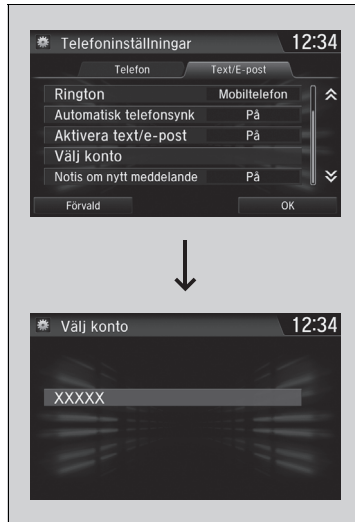 Telefoninställningar 12:34
Telefon Text/E-post
Rington Mobiltelefon
Automatisk telefonsynk På
Aktivera text/e-post På
Välj konto
Notis om nytt meddelande På
Förvald OK
Välj konto 12:34
XXXXX